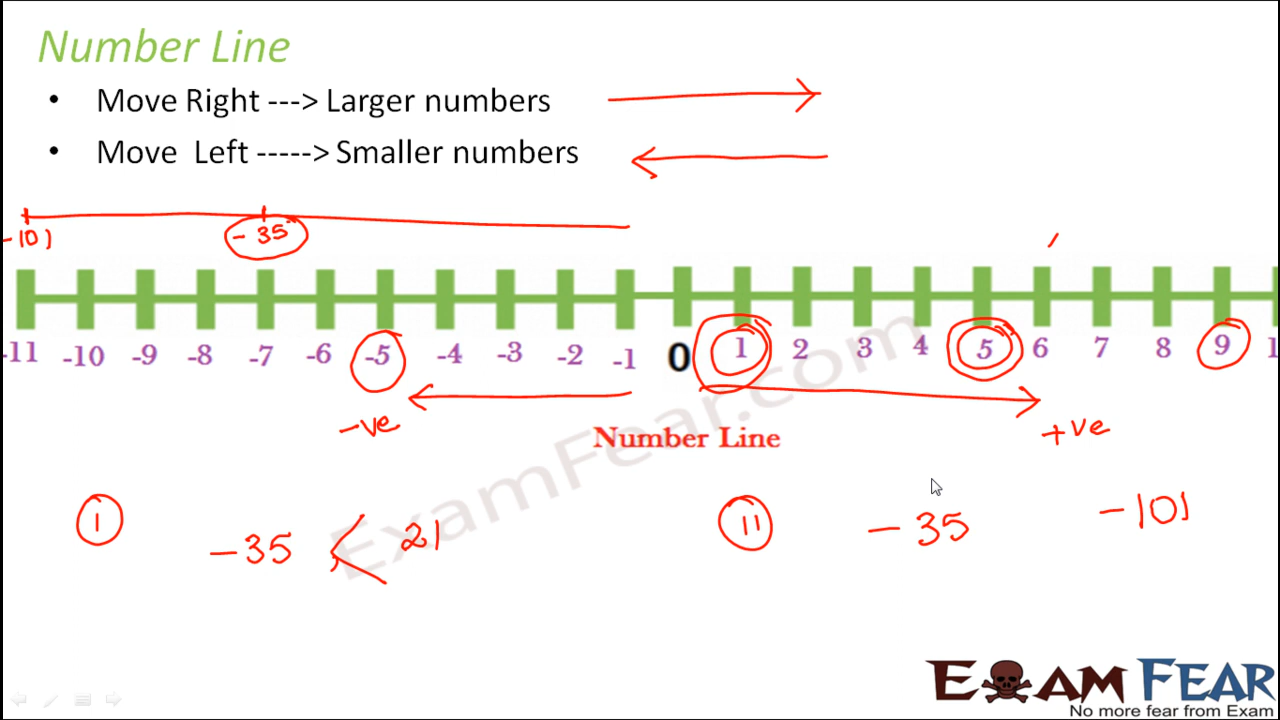 Number Line
• Move Right ---> Larger numbers
• Move Left -----> Smaller numbers
-101 -35
-11 -10 -9 -8 -7 -6 -5 -4 -3 -2 -1 0 1 2 3 4 5 6 7 8 9 1
-ve +ve
Number Line
ExamFear.com
I -35 < 21 II -35 -101
EXAM FEAR
No more fear from Exam